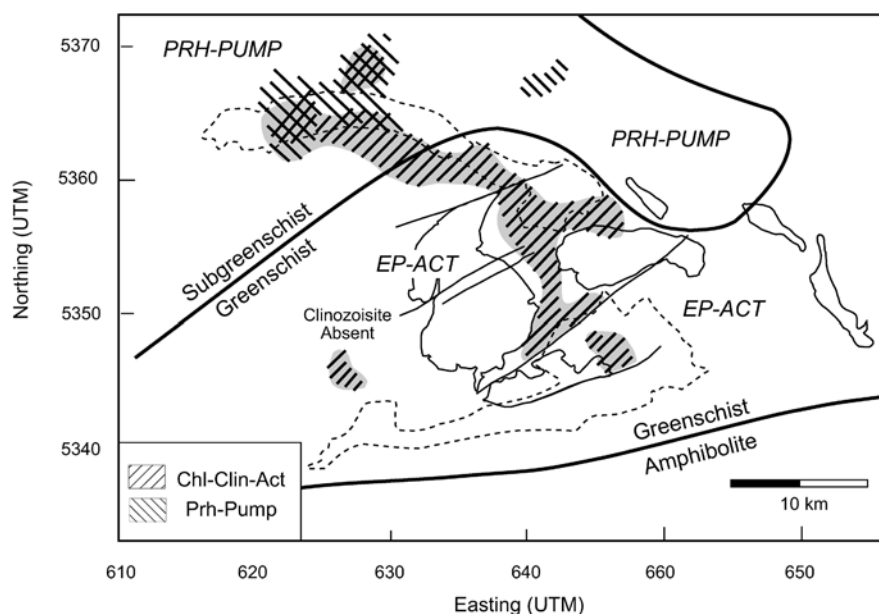 5370
PRH-PUMP
PRH-PUMP
5360
Subgreenschist
Greenschist
EP-ACT
EP-ACT
Northing (UTM)
5350
Clinozoisite
Absent
5340
Greenschist
Amphibolite
Chl-Clin-Act
Prh-Pump
10 km
610
620
630
640
660
650
Easting (UTM)